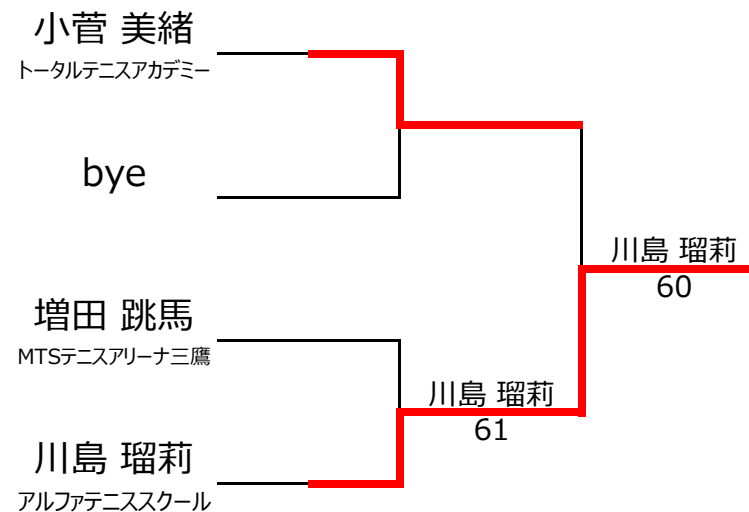 小菅 美緒
トータルテニスアカデミー
bye
川島 瑠莉
60
増田 跳馬
MTSテニスアリーナ三鷹
川島 瑠莉
61
川島 瑠莉
アルファテニススクール